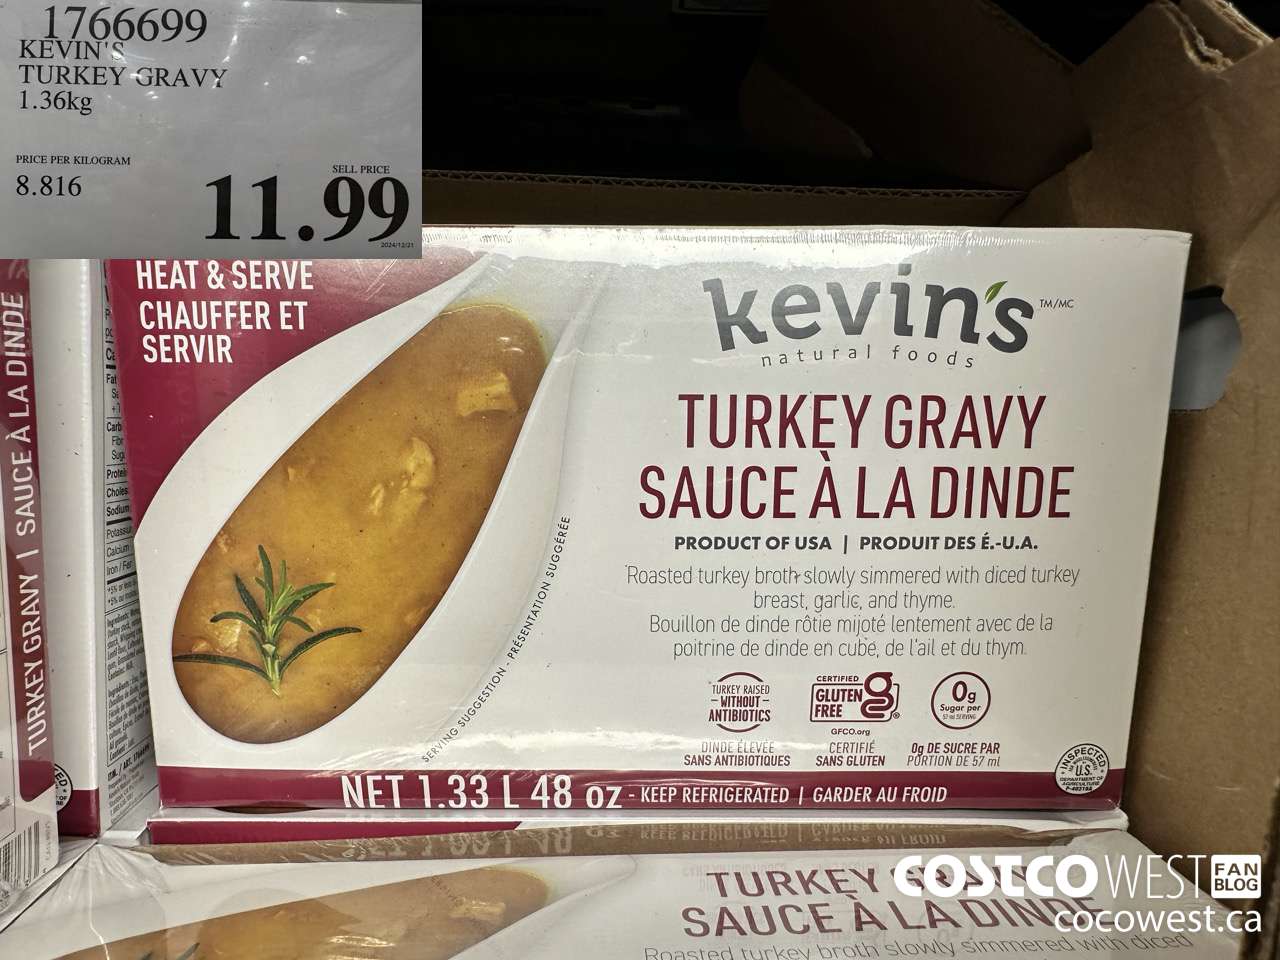 1766699
KEVIN'S
TURKEY GRAVY
1.36kg
PRICE PER KILOGRAM
8.816
SELL PRICE
11.99
2024/12/21
HEAT & SERVE
CHAUFFER ET
SERVIR
kevin's TM/MC
natural foods
TURKEY GRAVY
SAUCE À LA DINDE
PRODUCT OF USA | PRODUIT DES É.-U.A.
Roasted turkey broth slowly simmered with diced turkey
breast, garlic, and thyme.
Bouillon de dinde rôtie mijoté lentement avec de la
poitrine de dinde en cube, de l'ail et du thym.
SERVING SUGGESTION - PRÉSENTATION SUGGÉRÉE
TURKEY RAISED
WITHOUT
ANTIBIOTICS
DINDE ÉLEVÉE
SANS ANTIBIOTIQUES
CERTIFIED
GLUTEN
FREE
GFCO.org
CERTIFIÉ
SANS GLUTEN
0g
Sugar per
57 ml SERVING
0g DE SUCRE PAR
PORTION DE 57 ml
INSPECTED
U.S.
DEPARTMENT OF
AGRICULTURE
NET 1.33 L 48 oz - KEEP REFRIGERATED | GARDER AU FROID
TURKEY GRAVY | SAUCE À LA DINDE
TURKEY GRAVY
SAUCE À LA DINDE
Roasted turkey broth slowly simmered with diced
COSTCO WEST FAN BLOG
cocowest.ca